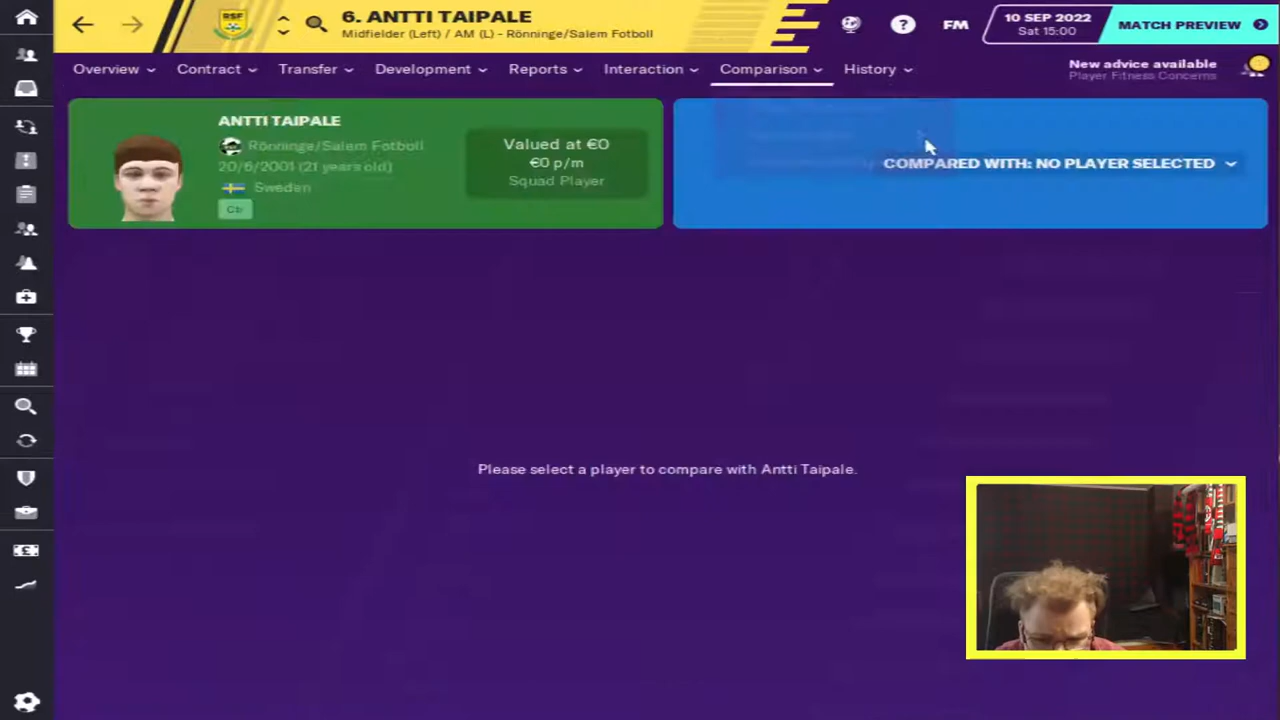 6. ANTTI TAIPALE
Midfielder (Left) / AM (L) - Rönninge/Salem Fotboll
RSF
FM
10 SEP 2022
Sat 15:00
MATCH PREVIEW
Overview
Contract
Transfer
Development
Reports
Interaction
Comparison
History
New advice available
Player Fitness Concerns
ANTTI TAIPALE
Rönninge/Salem Fotboll
20/6/2001 (21 years old)
Sweden
Valued at €0
€0 p/m
Squad Player
COMPARED WITH: NO PLAYER SELECTED
Please select a player to compare with Antti Taipale.